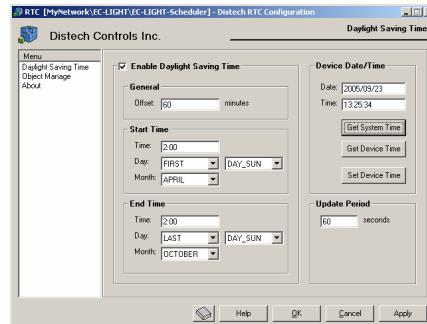 RTC [MyNetwork\EC-LIGHT\EC-LIGHT-Scheduler] - Distech RTC Configuration
Distech Controls Inc.
Daylight Saving Time
Menu
Daylight Saving Time
Object Manage
About
Enable Daylight Saving Time
General
Offset: 60 minutes
Start Time
Time: 2:00
Day: FIRST DAY_SUN
Month: APRIL
End Time
Time: 2:00
Day: LAST DAY_SUN
Month: OCTOBER
Device Date/Time
Date: 2005/09/23
Time: 13:25:34
Get System Time
Get Device Time
Set Device Time
Update Period
60 seconds
Help OK Cancel Apply